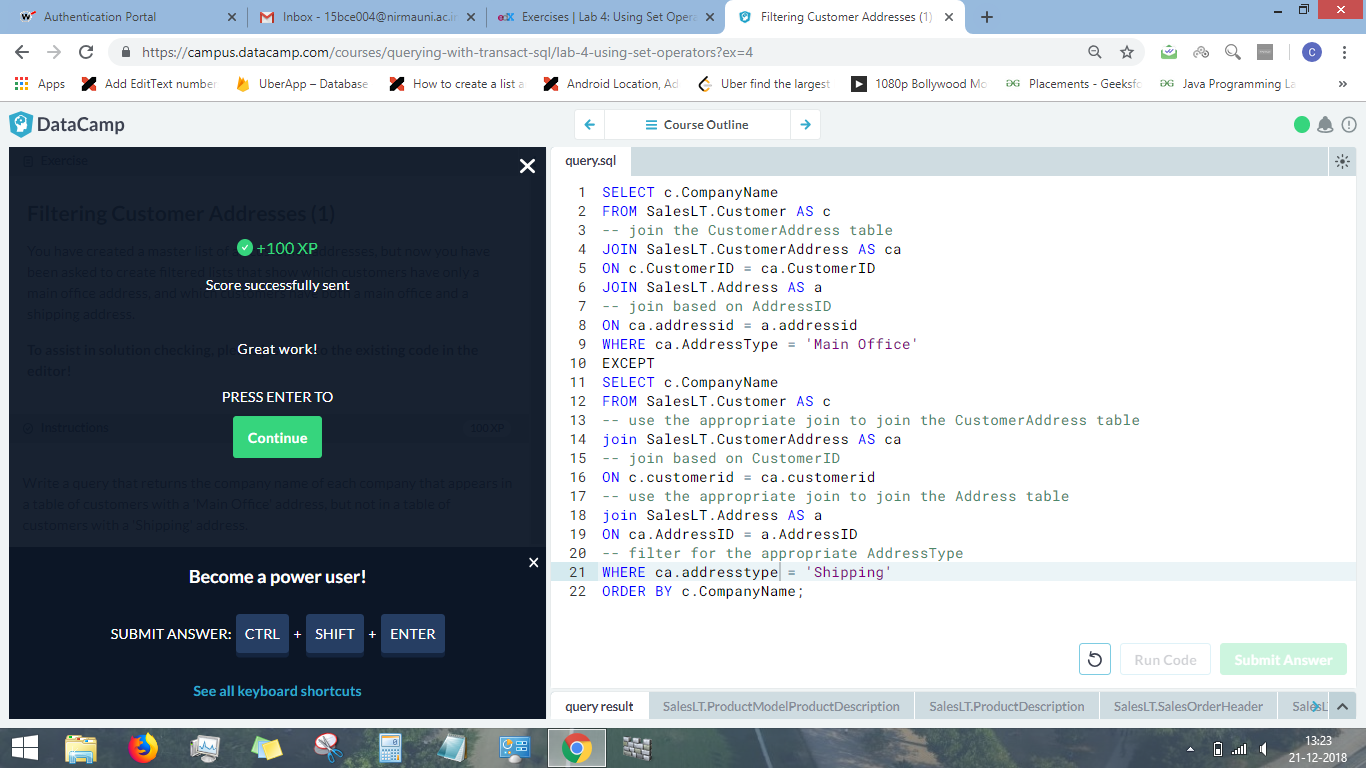 Authentication Portal
Inbox - 15bce004@nirmauni.ac.in
Exercises | Lab 4: Using Set Opera
Filtering Customer Addresses (1)
https://campus.datacamp.com/courses/querying-with-transact-sql/lab-4-using-set-operators?ex=4
C
Apps
Add EditText number
UberApp – Database
How to create a list a
Android Location, Ad
Uber find the largest
1080p Bollywood Mo
Placements - Geeksfo
Java Programming La
»
DataCamp
Course Outline
Exercise
Filtering Customer Addresses (1)
You have created a master list of addresses, but now you have
been asked to create filtered lists that show which customers have only a
main office address, and which customers have both a main office and a
shipping address.
+100 XP
Score successfully sent
Great work!
To assist in solution checking, to the existing code in the
editor!
PRESS ENTER TO
Continue
Instructions
100 XP
Write a query that returns the company name of each company that appears in
a table of customers with a 'Main Office' address, but not in a table of
customers with a 'Shipping' address.
Become a power user!
SUBMIT ANSWER: CTRL + SHIFT + ENTER
See all keyboard shortcuts
query.sql
1 SELECT c.CompanyName
2 FROM SalesLT.Customer AS c
3 -- join the CustomerAddress table
4 JOIN SalesLT.CustomerAddress AS ca
5 ON c.CustomerID = ca.CustomerID
6 JOIN SalesLT.Address AS a
7 -- join based on AddressID
8 ON ca.addressid = a.addressid
9 WHERE ca.AddressType = 'Main Office'
10 EXCEPT
11 SELECT c.CompanyName
12 FROM SalesLT.Customer AS c
13 -- use the appropriate join to join the CustomerAddress table
14 join SalesLT.CustomerAddress AS ca
15 -- join based on CustomerID
16 ON c.customerid = ca.customerid
17 -- use the appropriate join to join the Address table
18 join SalesLT.Address AS a
19 ON ca.AddressID = a.AddressID
20 -- filter for the appropriate AddressType
21 WHERE ca.addresstype = 'Shipping'
22 ORDER BY c.CompanyName;
Run Code
Submit Answer
query result
SalesLT.ProductModelProductDescription
SalesLT.ProductDescription
SalesLT.SalesOrderHeader
13:23
21-12-2018